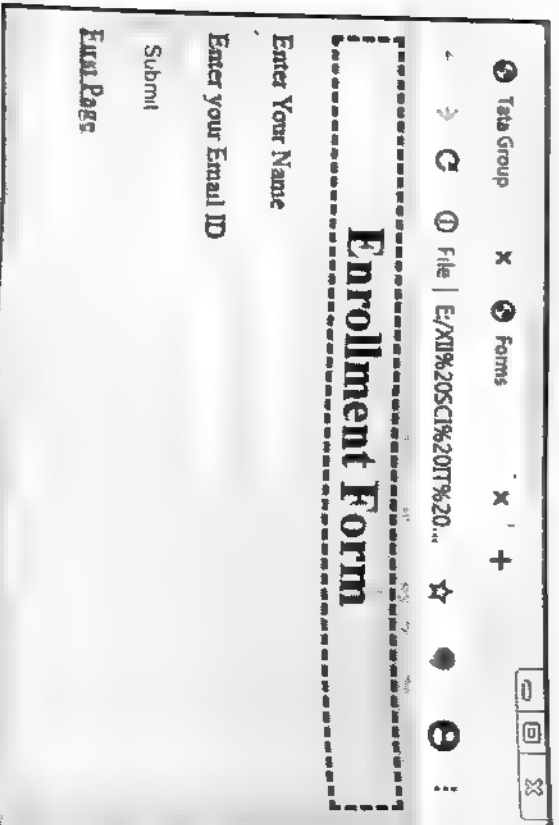 Tata Group × Forms × +
File | E:/XII%20SCI%20IT%20...
Enrollment Form
Enter Your Name
Enter your Email ID
Submit
First Page